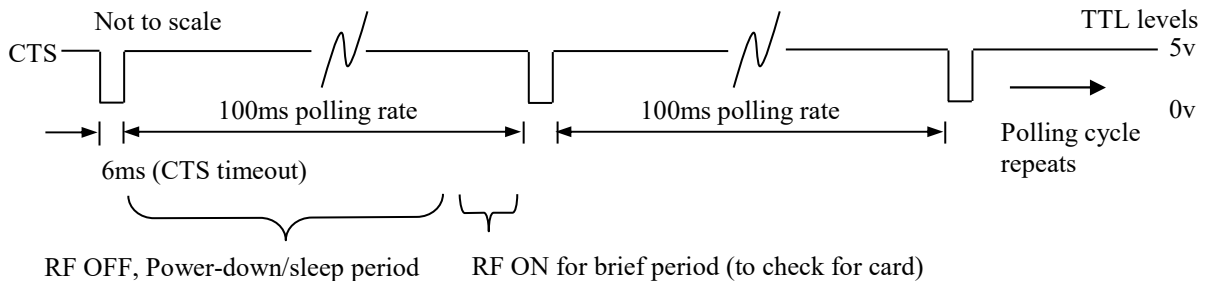 Not to scale
TTL levels
CTS
5v
100ms polling rate
100ms polling rate
0v
6ms (CTS timeout)
Polling cycle
repeats
RF OFF, Power-down/sleep period
RF ON for brief period (to check for card)